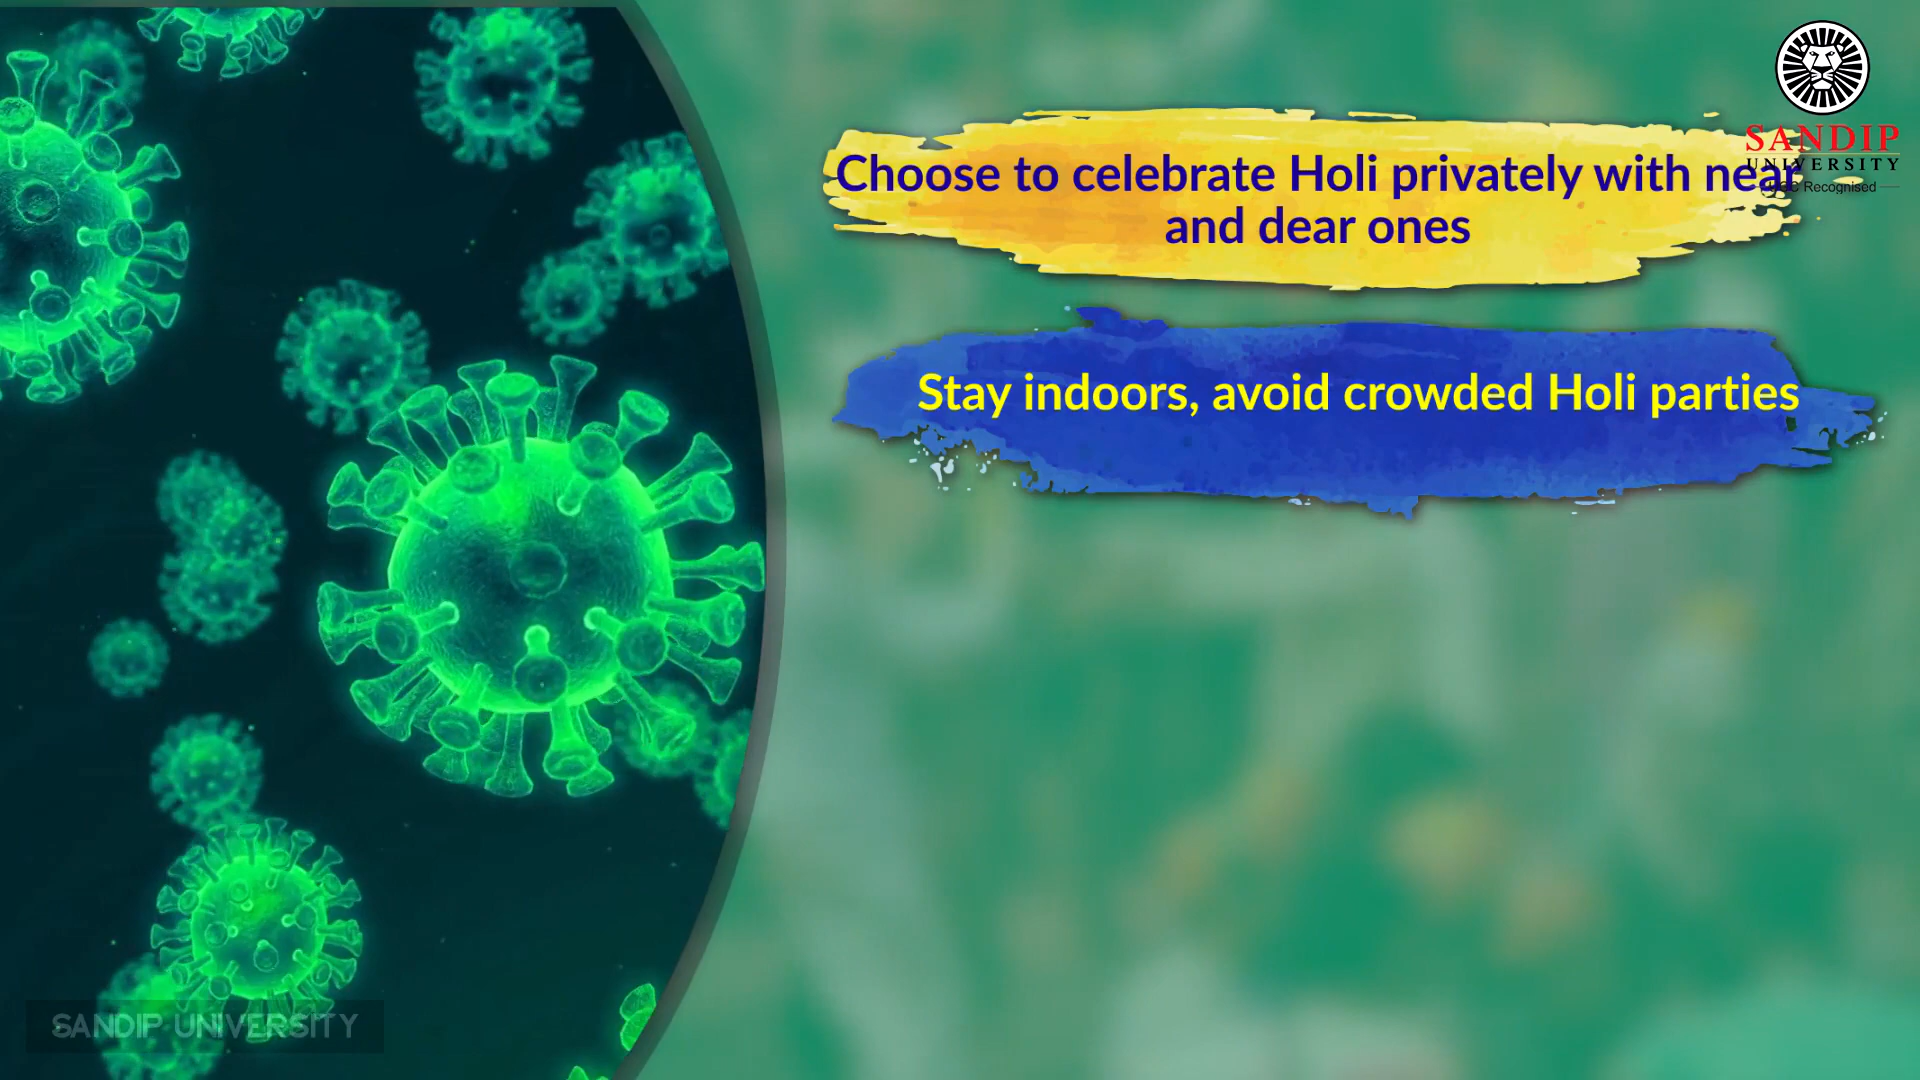 SANDIP
UNIVERSITY
UGC Recognised
Choose to celebrate Holi privately with near
and dear ones
Stay indoors, avoid crowded Holi parties
SANDIP UNIVERSITY